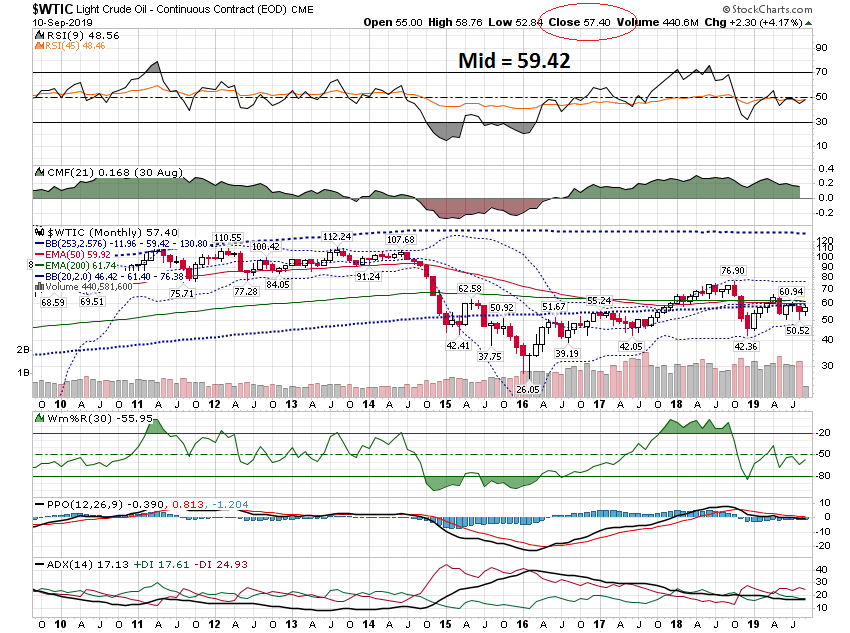 $WTIC Light Crude Oil - Continuous Contract (EOD) CME © StockCharts.com
10-Sep-2019 Open 55.00 High 58.76 Low 52.84 Close 57.40 Volume 440.6M Chg +2.30 (+4.17%)
RSI(9) 48.56
RSI(45) 48.46
Mid = 59.42
90
70
50
30
10
CMF(21) 0.168 (30 Aug)
0.4
0.2
0.0
-0.2
$WTIC (Monthly) 57.40
BB(253,2.576) -11.96 - 59.42 - 130.80
EMA(50) 59.92
EMA(200) 61.74
BB(20,2.0) 46.42 - 61.40 - 76.38
Volume 440,581,600
110.55
100.42
112.24
107.68
68.59
69.51
75.71
77.28
84.05
91.24
62.58
50.92
51.67
55.24
76.90
60.94
42.41
37.75
26.05
39.19
42.05
42.36
50.52
120
110
100
90
80
70
60
50
40
30
2B
1B
O 10 A J O 11 A J O 12 A J O 13 A J O 14 A J O 15 A J O 16 A J O 17 A J O 18 A J O 19 A J
Wm%R(30) -55.95
-20
-50
-80
PPO(12,26,9) -0.390, 0.813, -1.204
10
0
-10
-20
ADX(14) 17.13 +DI 17.61 -DI 24.93
40
30
20
10
O 10 A J O 11 A J O 12 A J O 13 A J O 14 A J O 15 A J O 16 A J O 17 A J O 18 A J O 19 A J